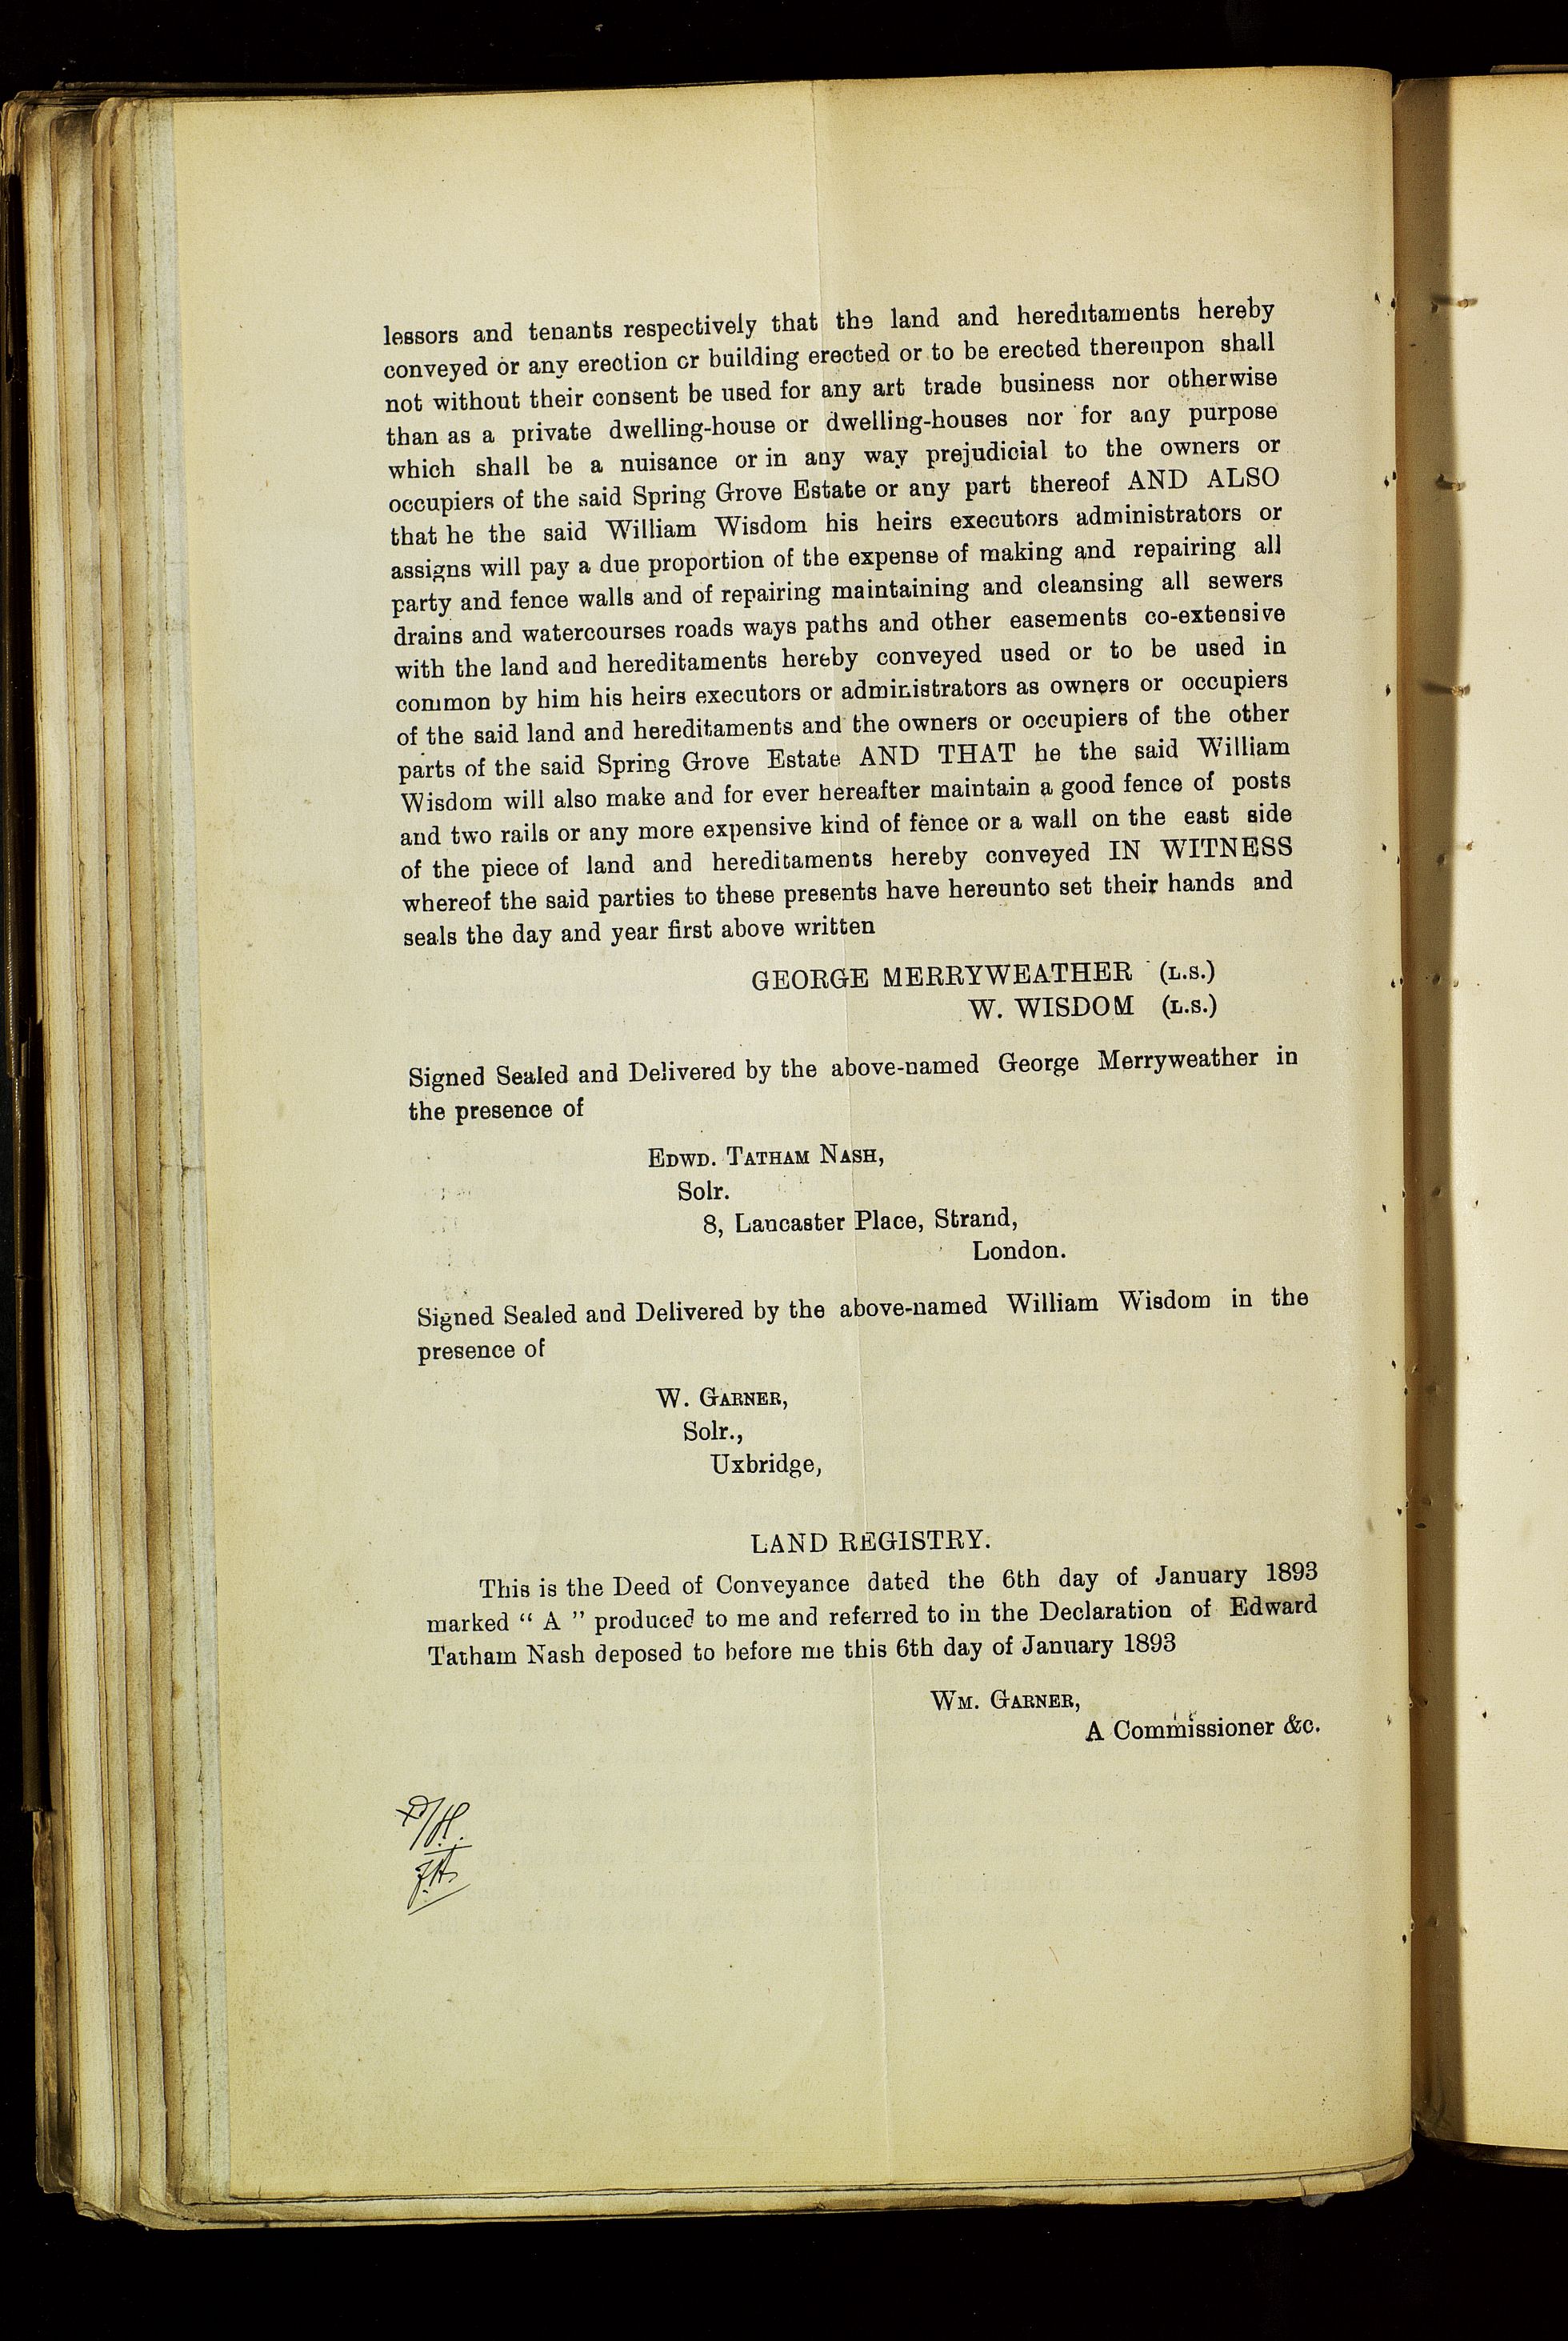 lessors and tenants respectively that the land and hereditaments hereby
conveyed or any erection or building erected or to be erected thereupon shall
not without their consent be used for any art trade business nor otherwise
than as a private dwelling-house or dwelling-houses nor for any purpose
which shall be a nuisance or in any way prejudicial to the owners or
occupiers of the said Spring Grove Estate or any part thereof AND ALSO
that he the said William Wisdom his heirs executors administrators or
assigns will pay a due proportion of the expense of making and repairing all
party and fence walls and of repairing maintaining and cleansing all sewers
drains and watercourses roads ways paths and other easements co-extensive
with the land and hereditaments hereby conveyed used or to be used in
common by him his heirs executors or administrators as owners or occupiers
of the said land and hereditaments and the owners or occupiers of the other
parts of the said Spring Grove Estate AND THAT he the said William
Wisdom will also make and for ever hereafter maintain a good fence of posts
and two rails or any more expensive kind of fence or a wall on the east side
of the piece of land and hereditaments hereby conveyed IN WITNESS
whereof the said parties to these presents have hereunto set their hands and
seals the day and year first above written
GEORGE MERRYWEATHER (L.S.)
W. WISDOM (L.S.)
Signed Sealed and Delivered by the above-named George Merryweather in
the presence of
EDWD. TATHAM NASH,
Solr.
8, Lancaster Place, Strand,
London.
Signed Sealed and Delivered by the above-named William Wisdom in the
presence of
W. GARNER,
Solr.,
Uxbridge,
LAND REGISTRY.
This is the Deed of Conveyance dated the 6th day of January 1893
marked “ A ” produced to me and referred to in the Declaration of Edward
Tatham Nash deposed to before me this 6th day of January 1893
WM. GARNER,
A Commissioner &c.